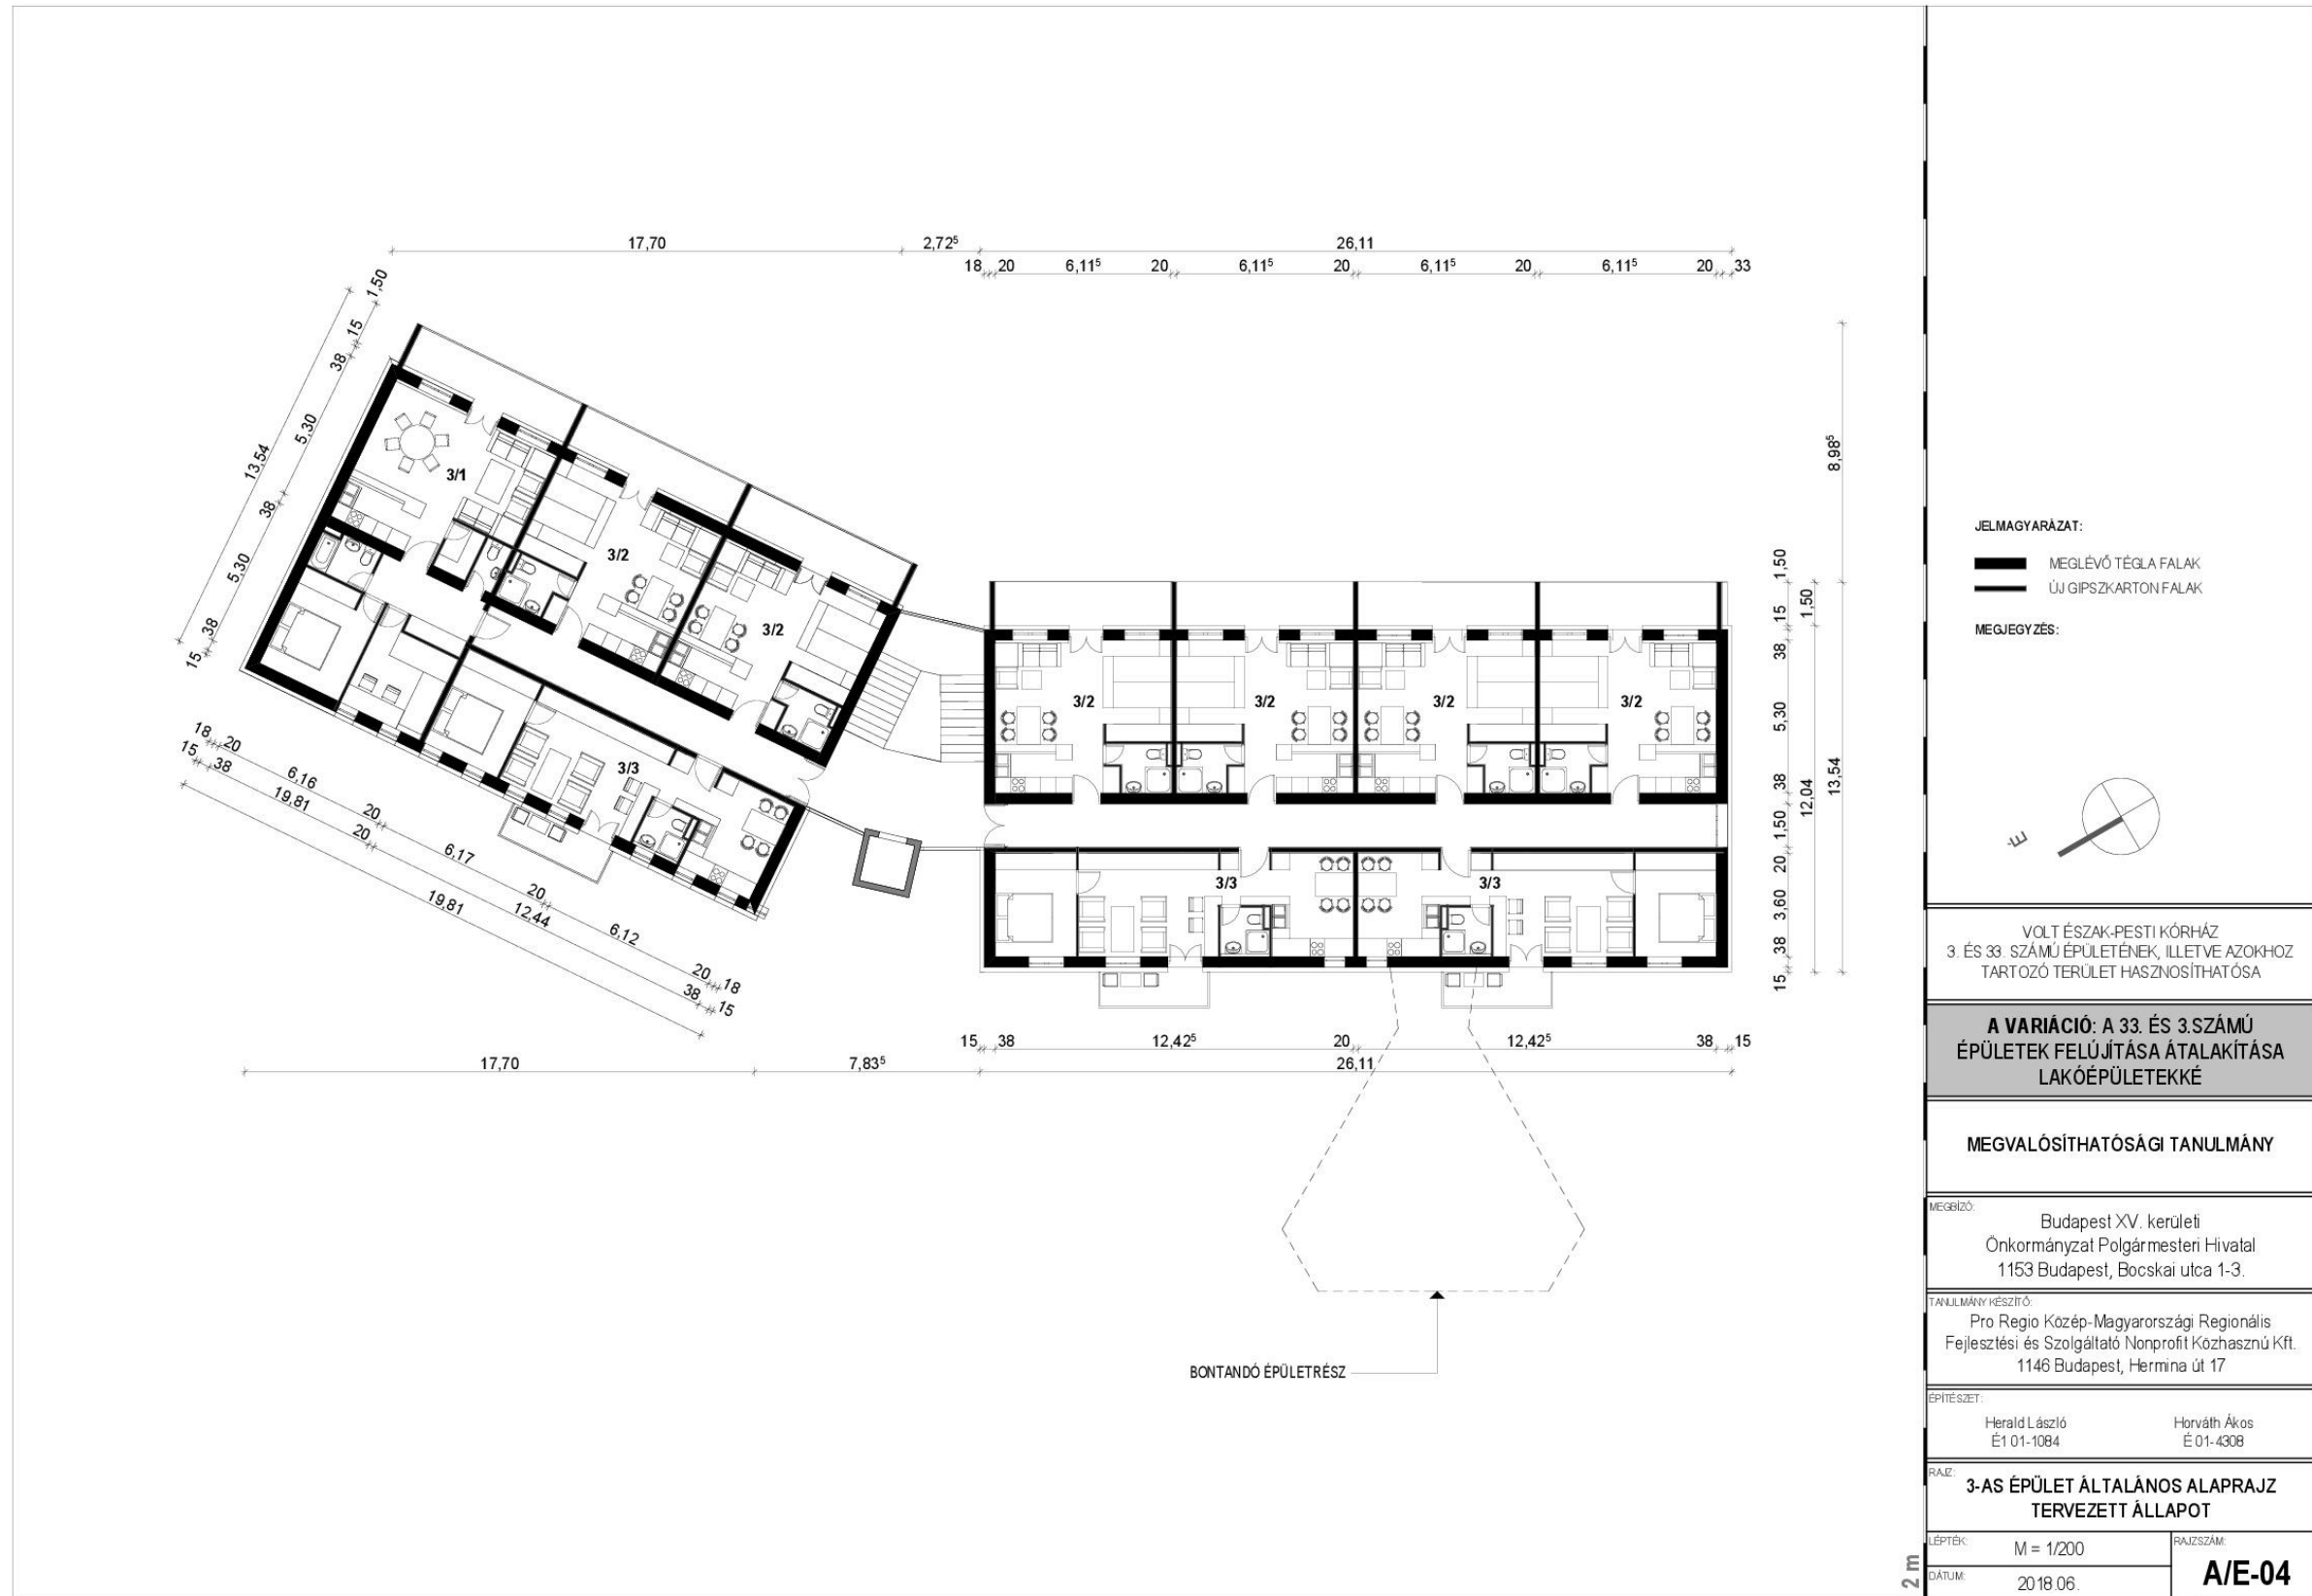 17,70
2,72⁵
26,11
18 20 6,11⁵ 20 6,11⁵ 20 6,11⁵ 20 6,11⁵ 20 33
1,50
15
38
5,30
13,54
38
5,30
38
15
3/1
3/2
3/2
3/3
18 20 6,16 20 6,17 20 6,12 20 18
15 38 19,81 20 12,44 38 15
19,81
3/2
3/2
3/2
3/2
3/3
3/3
8,98⁵
1,50
15
38
5,30
38
1,50
20
3,60
38
15
1,50
12,04
13,54
15 38 12,42⁵ 20 12,42⁵ 38 15
17,70
7,83⁵
26,11
BONTANDÓ ÉPÜLETRÉSZ
JELMAGYARÁZAT:
MEGLÉVŐ TÉGLA FALAK
ÚJ GIPSZKARTON FALAK
MEGJEGYZÉS:
É
VOLT ÉSZAK-PESTI KÓRHÁZ
3. ÉS 33. SZÁMÚ ÉPÜLETÉNEK, ILLETVE AZOKHOZ
TARTOZÓ TERÜLET HASZNOSÍTHATÓSA
A VARIÁCIÓ: A 33. ÉS 3.SZÁMÚ
ÉPÜLETEK FELÚJÍTÁSA ÁTALAKÍTÁSA
LAKÓÉPÜLETEKKÉ
MEGVALÓSÍTHATÓSÁGI TANULMÁNY
MEGBÍZÓ:
Budapest XV. kerületi
Önkormányzat Polgármesteri Hivatal
1153 Budapest, Bocskai utca 1-3.
TANULMÁNY KÉSZÍTŐ:
Pro Regio Közép-Magyarországi Regionális
Fejlesztési és Szolgáltató Nonprofit Közhasznú Kft.
1146 Budapest, Hermina út 17
ÉPÍTÉSZET:
Herald László Horváth Ákos
É1 01-1084 É 01-4308
RAJZ:
3-AS ÉPÜLET ÁLTALÁNOS ALAPRAJZ
TERVEZETT ÁLLAPOT
LÉPTÉK: M = 1/200
RAJZSZÁM:
A/E-04
DÁTUM: 2018.06.
2 m